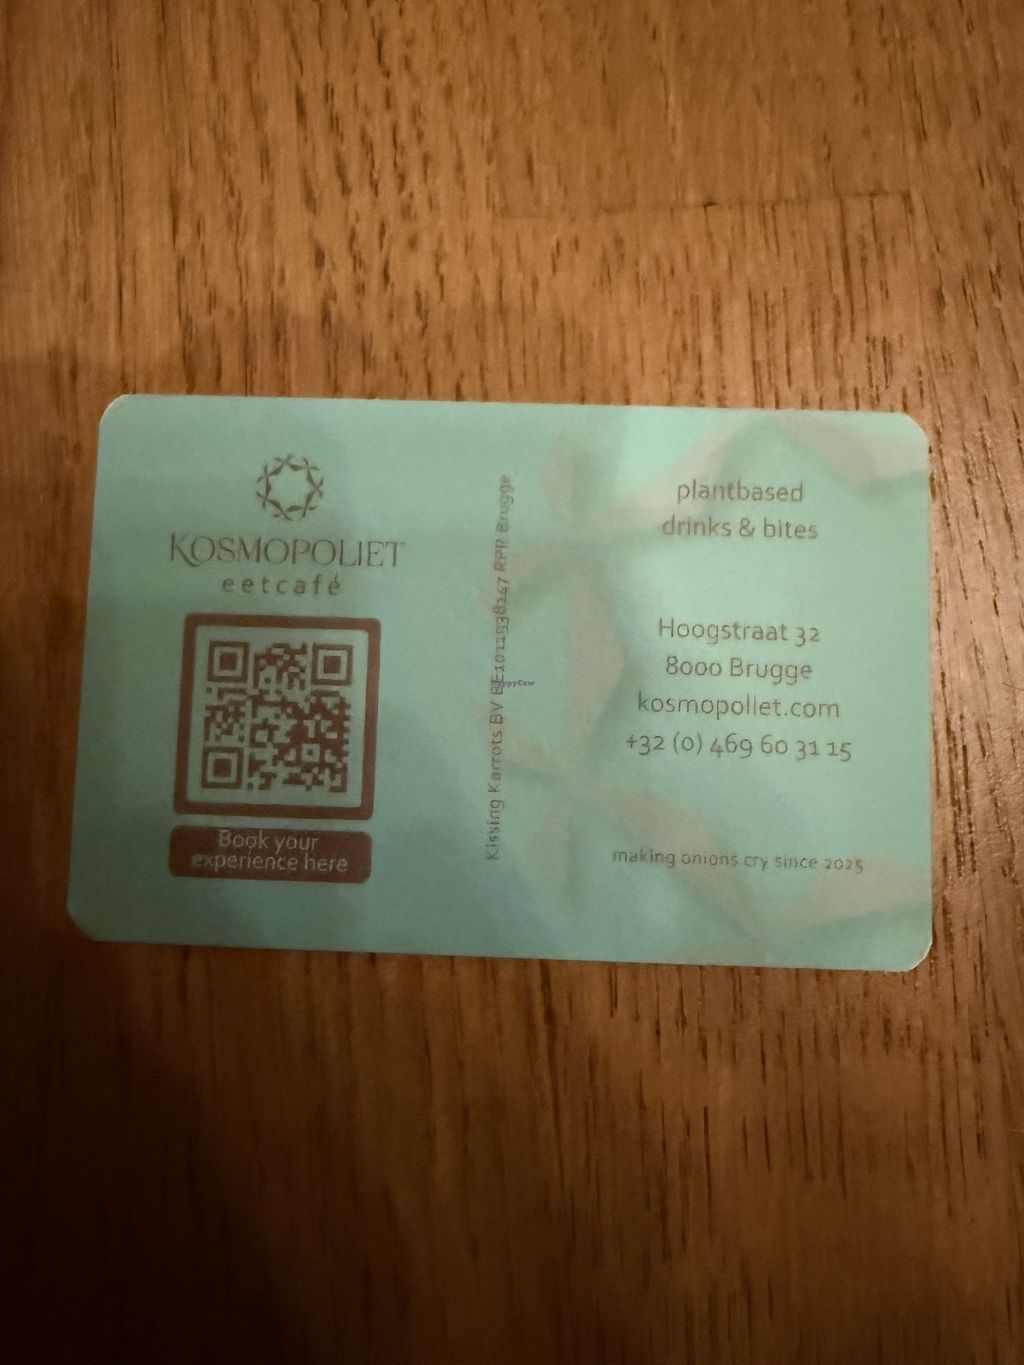 KOSMOPOLIET
eetcafé
Book your
experience here
Kissing Karrots BV RPR Brugge
plantbased
drinks & bites
Hoogstraat 32
8000 Brugge
kosmopoliet.com
+32 (0) 469 60 31 15
making onions cry since 2025
HappyCow